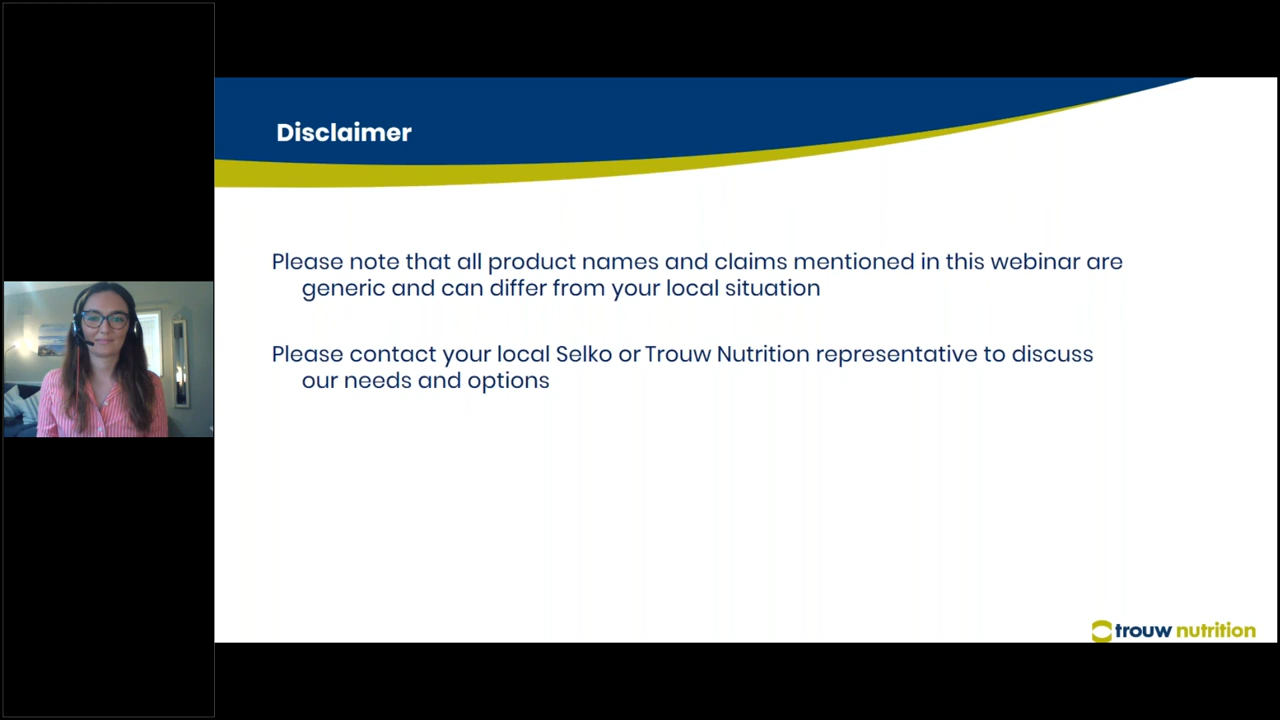 Disclaimer
Please note that all product names and claims mentioned in this webinar are
generic and can differ from your local situation
Please contact your local Selko or Trouw Nutrition representative to discuss
our needs and options
trouw nutrition